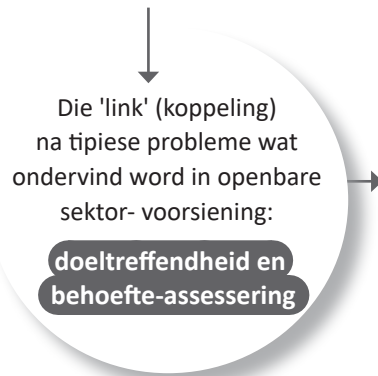 Die 'link' (koppeling)
na tipiese probleme wat
ondervind word in openbare
sektor- voorsiening:
doeltreffendheid en
behoefte-assessering